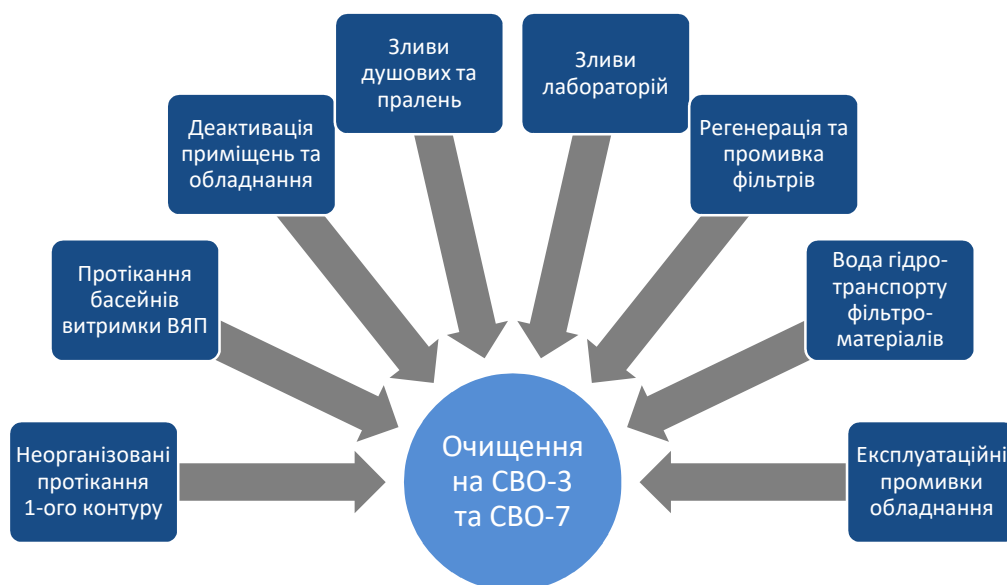 Зливи
душових та
пралень
Зливи
лабораторій
Деактивація
приміщень та
обладнання
Регенерація та
промивка
фільтрів
Протікання
басейнів
витримки ВЯП
Вода гідро-
транспорту
фільтро-
матеріалів
Неорганізовані
протікання
1-ого контуру
Очищення
на СВО-3
та СВО-7
Експлуатаційні
промивки
обладнання